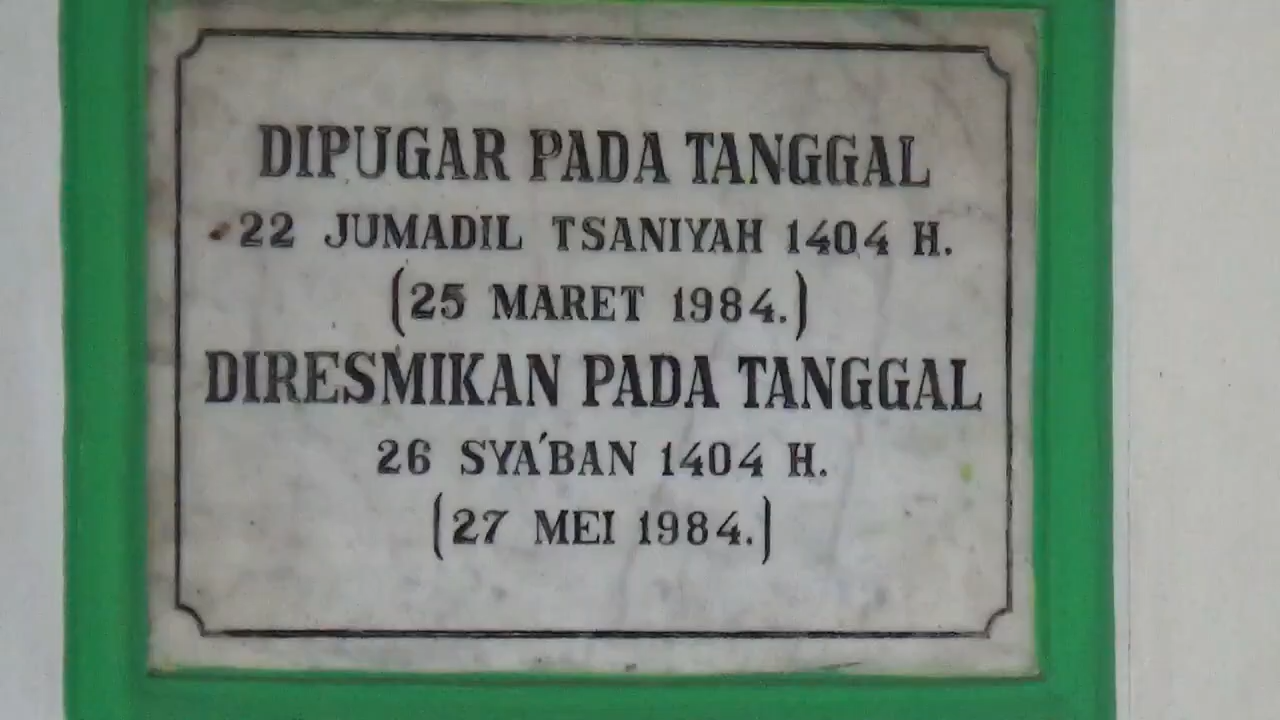 DIPUGAR PADA TANGGAL
22 JUMADIL TSANIYAH 1404 H.
(25 MARET 1984.)
DIRESMIKAN PADA TANGGAL
26 SYA'BAN 1404 H.
(27 MEI 1984.)